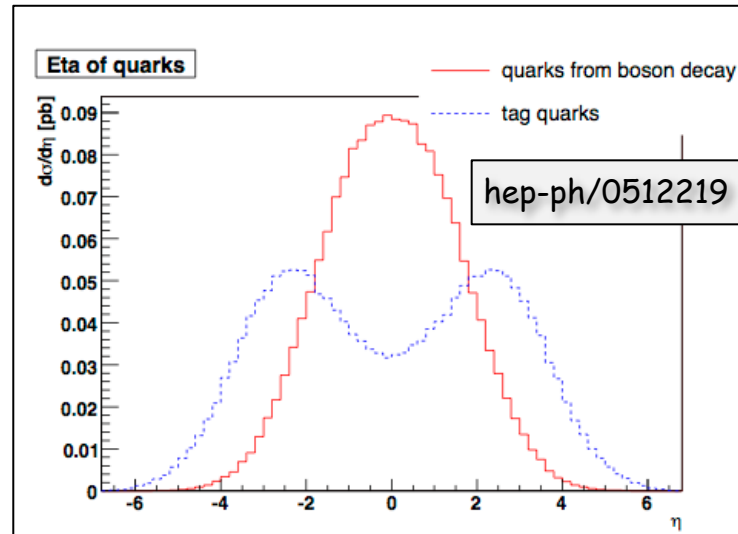 Eta of quarks
quarks from boson decay
tag quarks
hep-ph/0512219
dσ/dη [pb]
0.09
0.08
0.07
0.06
0.05
0.04
0.03
0.02
0.01
0
-6 -4 -2 0 2 4 6
η